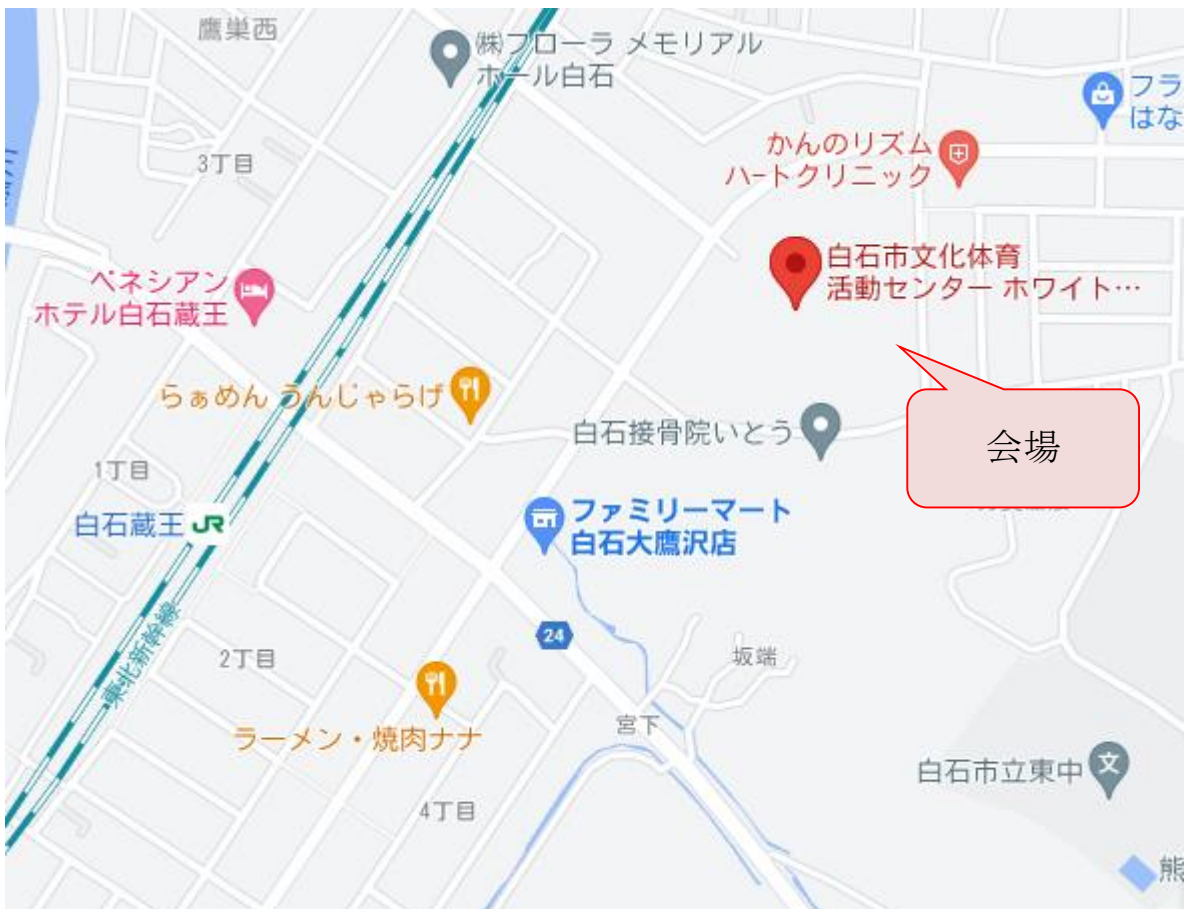 鷹巣西
㈱フローラ メモリアル
ホール白石
フラ
はな
かんのリズム
ハートクリニック
3丁目
白石市文化体育
活動センター ホワイト…
ベネシアン
ホテル白石蔵王
らぁめん うんじゃらげ
白石接骨院いとう
会場
1丁目
白石蔵王 JR
ファミリーマート
白石大鷹沢店
東北新幹線
24
2丁目
坂端
宮下
ラーメン・焼肉ナナ
白石市立東中
文
4丁目
熊